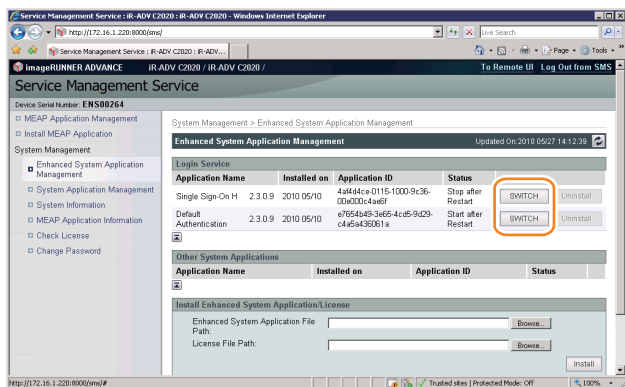 Service Management Service : iR-ADV C2020 : iR-ADV C2020 - Windows Internet Explorer
http://172.16.1.220:8000/sms/
Live Search
Service Management Service : iR-ADV C2020 : iR-ADV...
Page
Tools
imageRUNNER ADVANCE iR-ADV C2020 / iR-ADV C2020 /
To Remote UI Log Out from SMS
Service Management Service
Device Serial Number: ENS00264
MEAP Application Management
Install MEAP Application
System Management
Enhanced System Application
Management
System Application Management
System Information
MEAP Application Information
Check License
Change Password
System Management > Enhanced System Application Management
Enhanced System Application Management
Updated On:2010 05/27 14:12:39
Login Service
Application Name Installed on Application ID Status
Single Sign-On H 2.3.0.9 2010 05/10 4af4d4ce-0115-1000-9c36-
00e000c4ae6f Stop after
Restart SWITCH Uninstall
Default
Authentication 2.3.0.9 2010 05/10 e7654b49-3e65-4cd5-9d29-
c4a5a436061a Start after
Restart SWITCH Uninstall
Other System Applications
Application Name Installed on Application ID Status
Install Enhanced System Application/License
Enhanced System Application File
Path: Browse...
License File Path: Browse...
Install
http://172.16.1.220:8000/sms/#
Trusted sites | Protected Mode: Off
100%